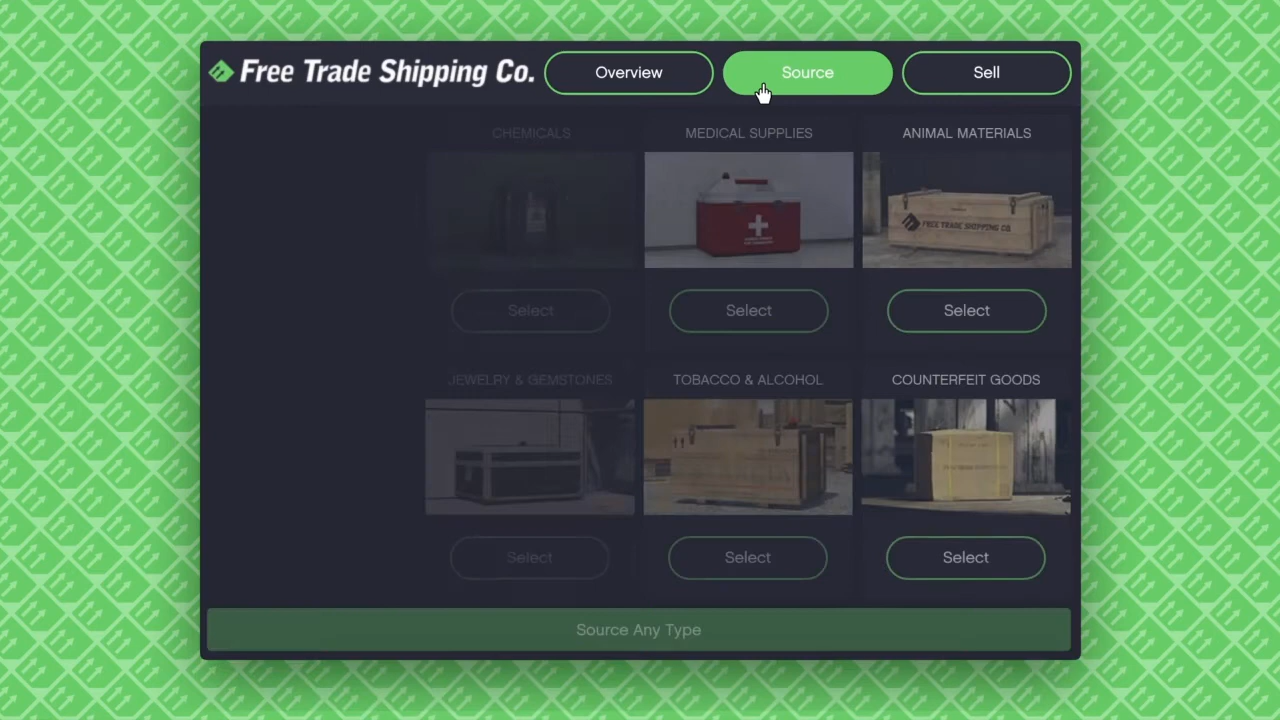 Free Trade Shipping Co.
Overview
Source
Sell
CHEMICALS
MEDICAL SUPPLIES
ANIMAL MATERIALS
FREE TRADE SHIPPING CO
Select
Select
Select
JEWELRY & GEMSTONES
TOBACCO & ALCOHOL
COUNTERFEIT GOODS
Select
Select
Select
Source Any Type